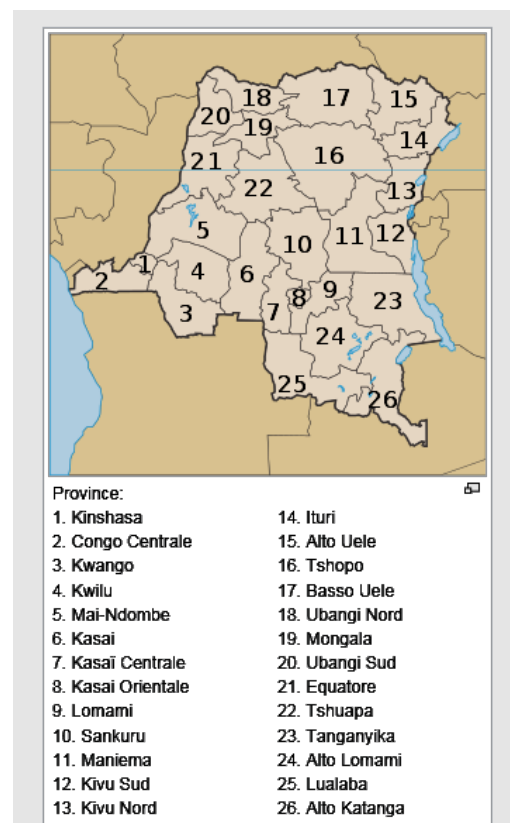 18
17
15
20
19
14
21
16
22
13
5
10
11
12
1
4
6
2
9
8
23
3
7
24
25
26
Province:
1. Kinshasa
2. Congo Centrale
3. Kwango
4. Kwilu
5. Mai-Ndombe
6. Kasai
7. Kasaï Centrale
8. Kasai Orientale
9. Lomami
10. Sankuru
11. Maniema
12. Kivu Sud
13. Kivu Nord
14. Ituri
15. Alto Uele
16. Tshopo
17. Basso Uele
18. Ubangi Nord
19. Mongala
20. Ubangi Sud
21. Equatore
22. Tshuapa
23. Tanganyika
24. Alto Lomami
25. Lualaba
26. Alto Katanga